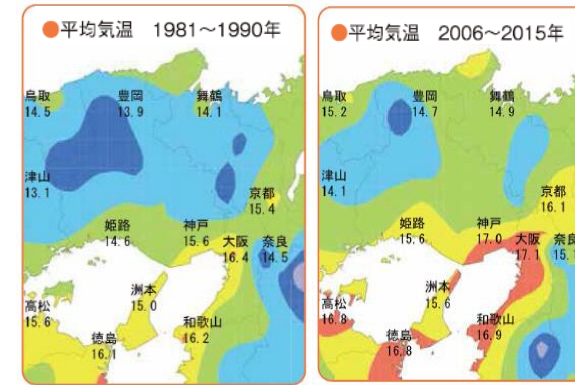 ●平均気温 1981～1990年
鳥取
14.5
豊岡
13.9
舞鶴
14.1
津山
13.1
京都
15.4
姫路
14.6
神戸
15.6
大阪
16.4
奈良
14.5
洲本
15.0
高松
15.6
徳島
16.1
和歌山
16.2
●平均気温 2006～2015年
鳥取
15.2
豊岡
14.7
舞鶴
14.9
津山
14.1
京都
16.1
姫路
15.6
神戸
17.0
大阪
17.1
奈良
洲本
15.6
高松
16.8
徳島
16.8
和歌山
16.9